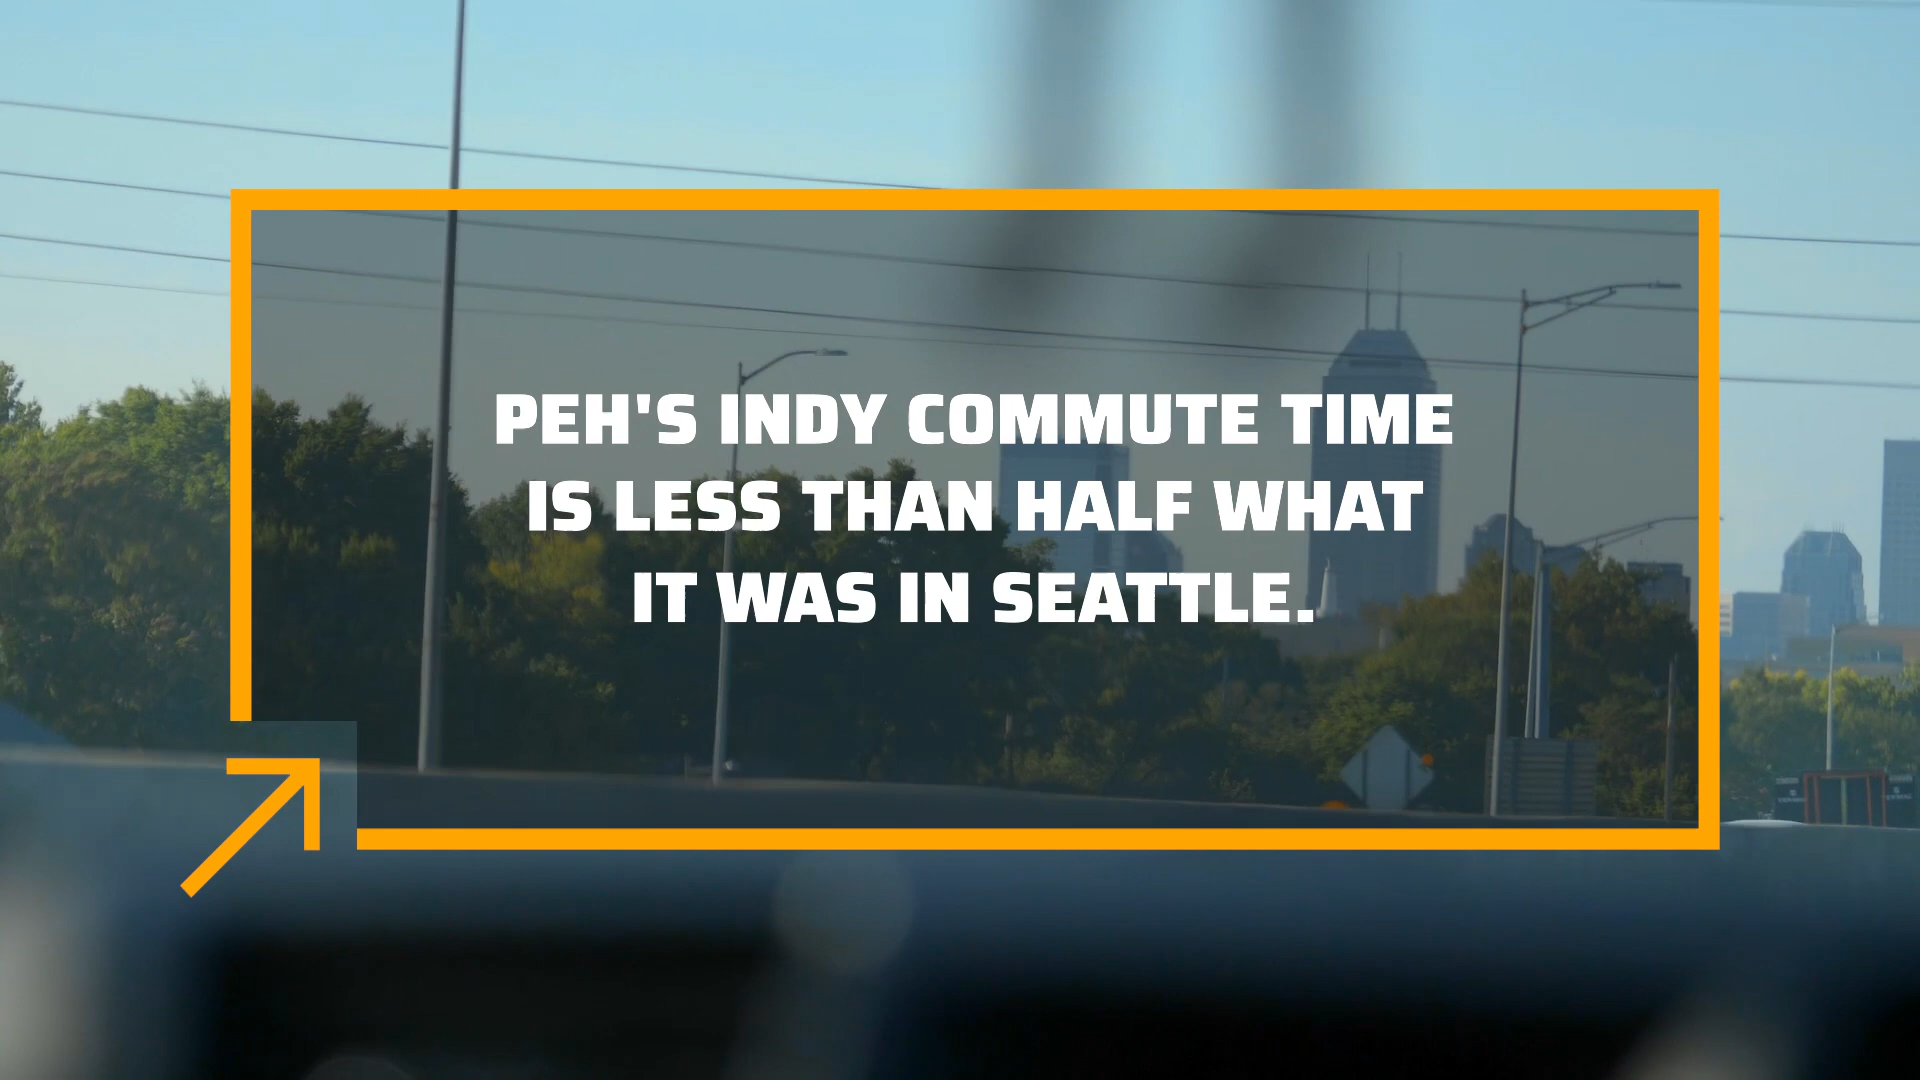 PEH'S INDY COMMUTE TIME
IS LESS THAN HALF WHAT
IT WAS IN SEATTLE.